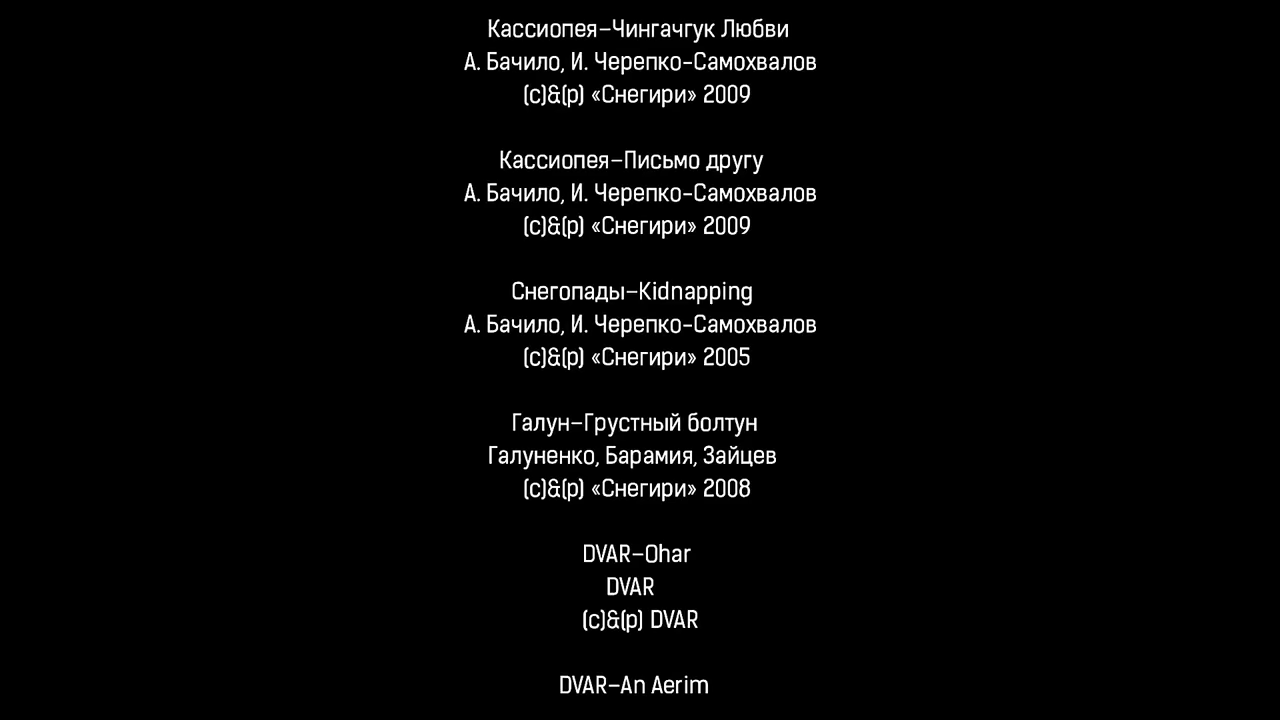 Кассиопея–Чингачгук Любви
А. Бачило, И. Черепко-Самохвалов
(c)&(p) «Снегири» 2009
Кассиопея–Письмо другу
А. Бачило, И. Черепко-Самохвалов
(c)&(p) «Снегири» 2009
Снегопады–Kidnapping
А. Бачило, И. Черепко-Самохвалов
(c)&(p) «Снегири» 2005
Галун–Грустный болтун
Галуненко, Барамия, Зайцев
(c)&(p) «Снегири» 2008
DVAR–Ohar
DVAR
(c)&(p) DVAR
DVAR–An Aerim